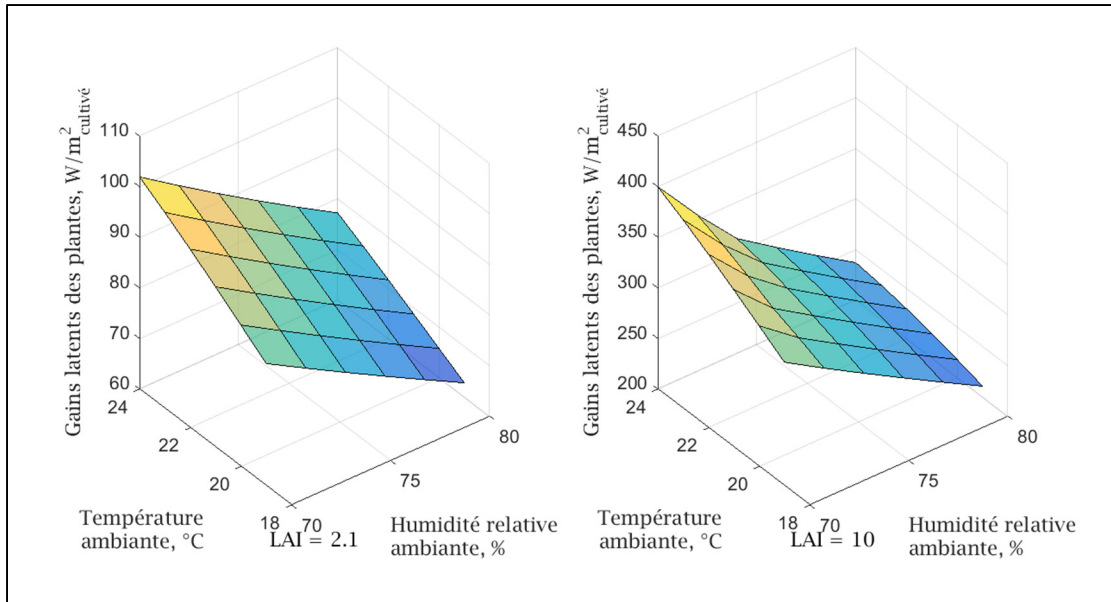 Gains latents des plantes, W/m²cultivé
110
100
90
80
70
60
24
22
20
18
70
75
80
Température
ambiante, °C
LAI = 2.1
Humidité relative
ambiante, %
Gains latents des plantes, W/m²cultivé
450
400
350
300
250
200
24
22
20
18
70
75
80
Température
ambiante, °C
LAI = 10
Humidité relative
ambiante, %